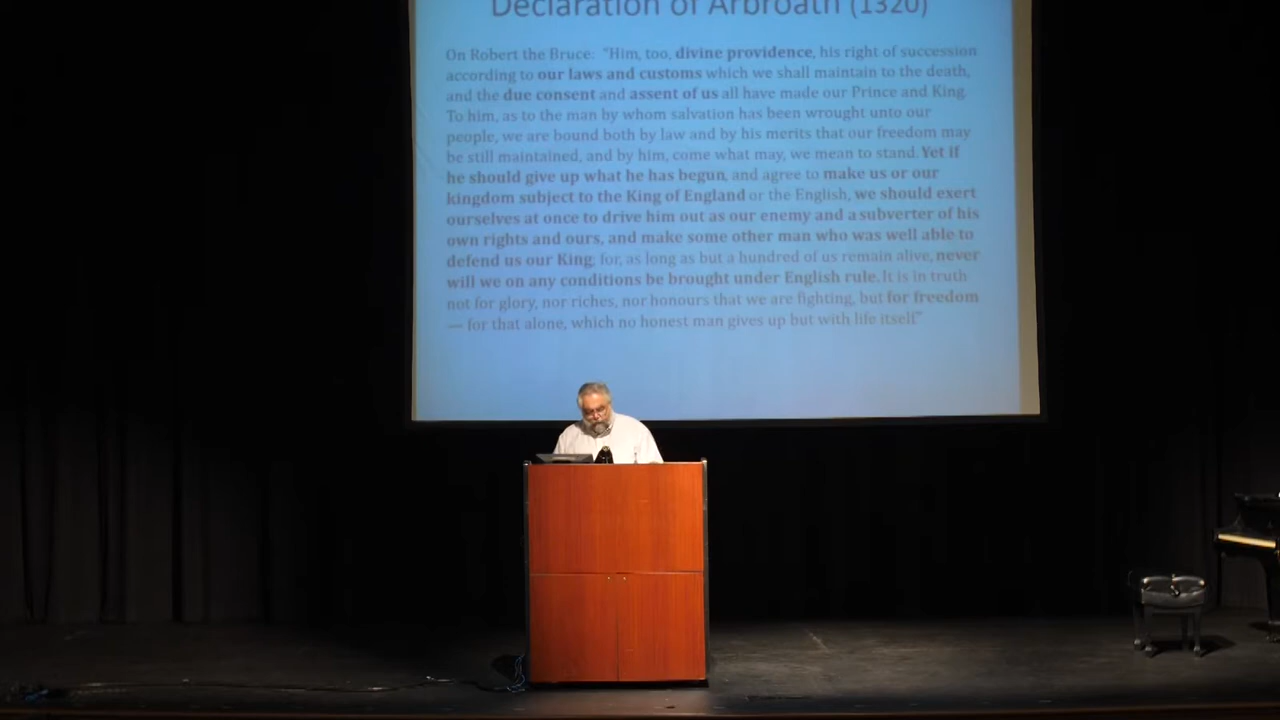 Declaration of Arbroath (1320)
On Robert the Bruce: "Him, too, divine providence, his right of succession
according to our laws and customs which we shall maintain to the death,
and the due consent and assent of us all have made our Prince and King.
To him, as to the man by whom salvation has been wrought unto our
people, we are bound both by law and by his merits that our freedom may
be still maintained, and by him, come what may, we mean to stand. Yet if
he should give up what he has begun, and agree to make us or our
kingdom subject to the King of England or the English, we should exert
ourselves at once to drive him out as our enemy and a subverter of his
own rights and ours, and make some other man who was well able to
defend us our King; for, as long as but a hundred of us remain alive, never
will we on any conditions be brought under English rule. It is in truth
not for glory, nor riches, nor honours that we are fighting, but for freedom
— for that alone, which no honest man gives up but with life itself"